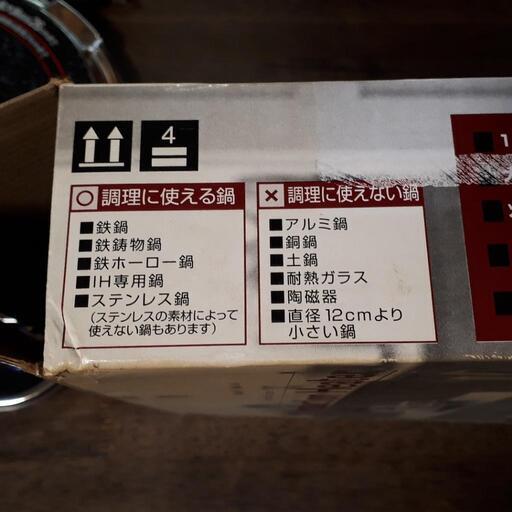 4
調理に使える鍋
■鉄鍋
■鉄鋳物鍋
■鉄ホーロー鍋
■IH専用鍋
■ステンレス鍋
(ステンレスの素材によって
使えない鍋もあります)
× 調理に使えない鍋
■アルミ鍋
■銅鍋
■土鍋
■耐熱ガラス
■陶磁器
■直径12cmより
小さい鍋
■1